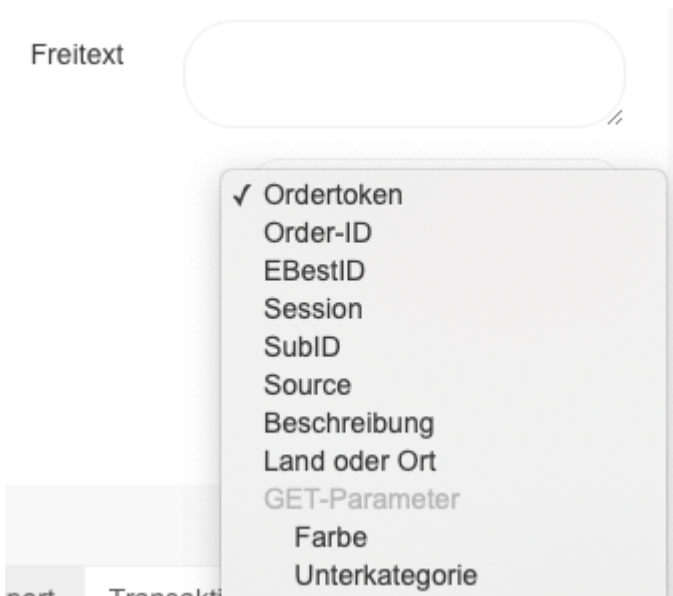 Freitext
✓ Ordertoken
Order-ID
EBestID
Session
SubID
Source
Beschreibung
Land oder Ort
GET-Parameter
Farbe
Unterkategorie